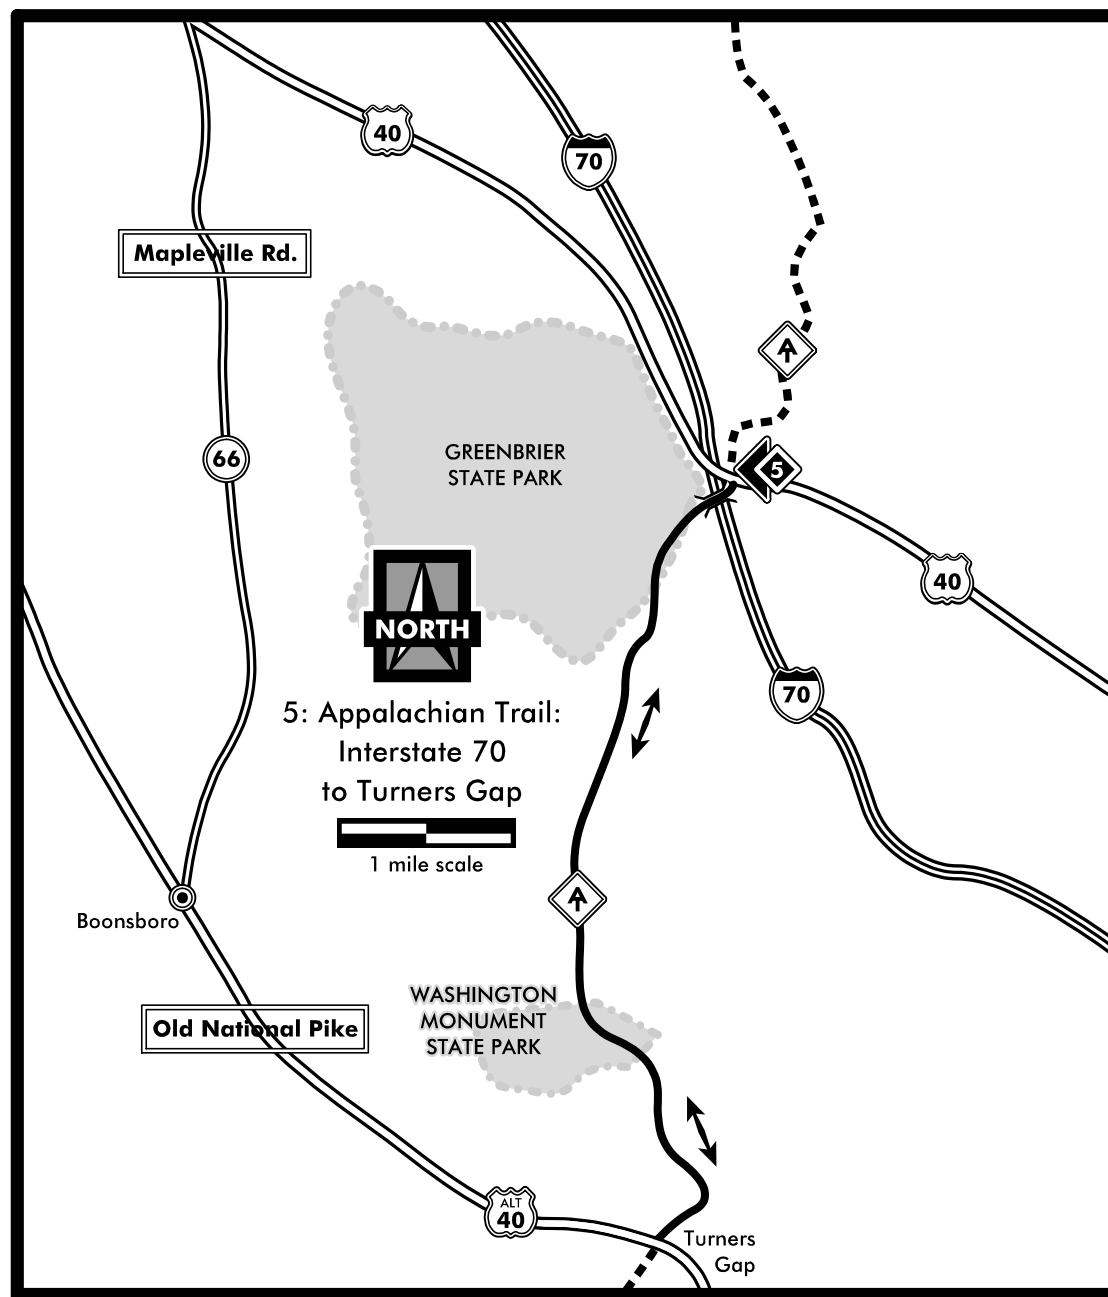 40
70
Mapleville Rd.
66
GREENBRIER
STATE PARK
5
40
NORTH
70
5: Appalachian Trail:
Interstate 70
to Turners Gap
1 mile scale
Boonsboro
WASHINGTON
MONUMENT
STATE PARK
Old National Pike
ALT
40
Turners
Gap